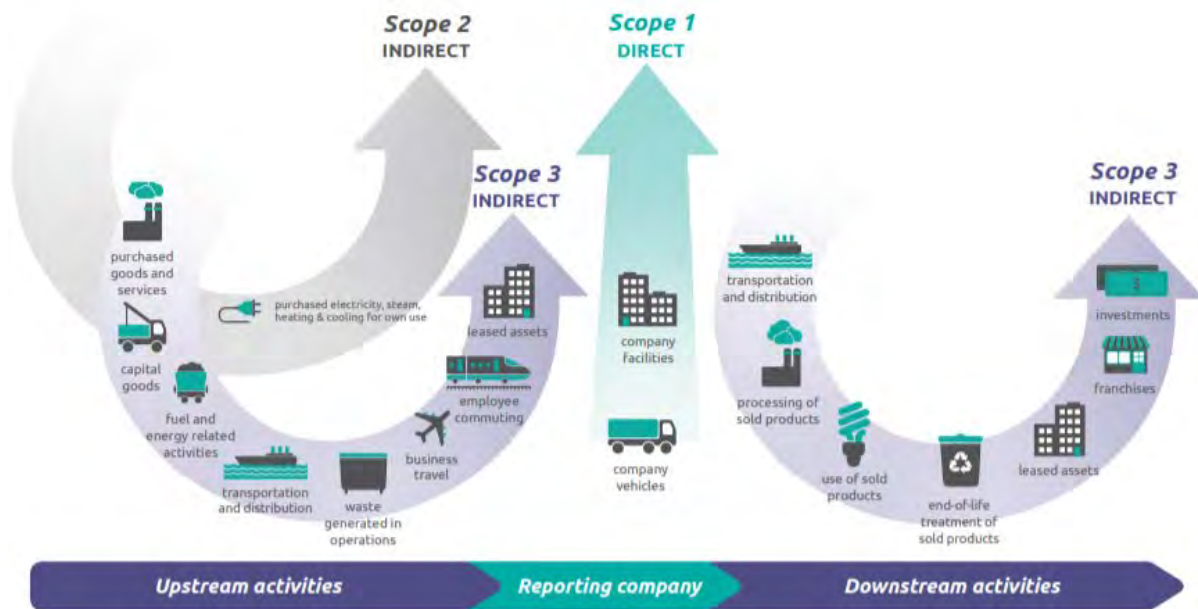 Scope 2
INDIRECT
Scope 1
DIRECT
Scope 3
INDIRECT
Scope 3
INDIRECT
purchased
goods and
services
purchased electricity, steam,
heating & cooling for own use
capital
goods
fuel and
energy related
activities
transportation
and distribution
waste
generated in
operations
business
travel
employee
commuting
leased assets
company
facilities
company
vehicles
transportation
and distribution
processing of
sold products
use of sold
products
end-of-life
treatment of
sold products
leased assets
franchises
$
investments
Upstream activities
Reporting company
Downstream activities